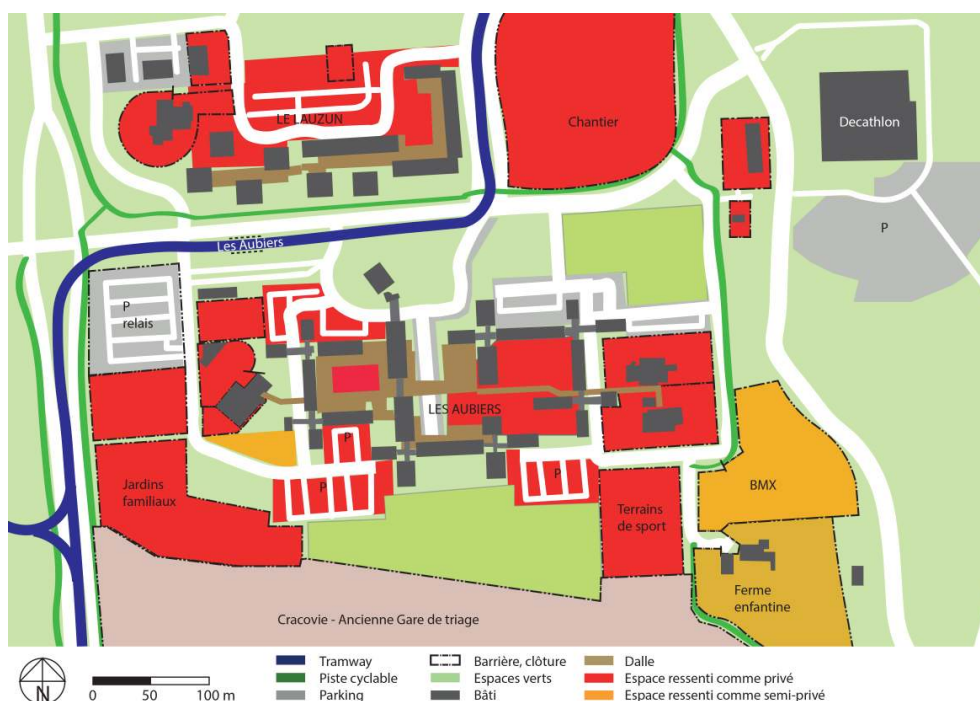 LE LAUZUN
Chantier
Decathlon
P
Les Aubiers
P
relais
LES AUBIERS
P
P
P
Jardins
familiaux
Terrains
de sport
BMX
Ferme
enfantine
Cracovie - Ancienne Gare de triage
N
0 50 100 m
Tramway
Piste cyclable
Parking
Barrière, clôture
Espaces verts
Bâti
Dalle
Espace ressenti comme privé
Espace ressenti comme semi-privé